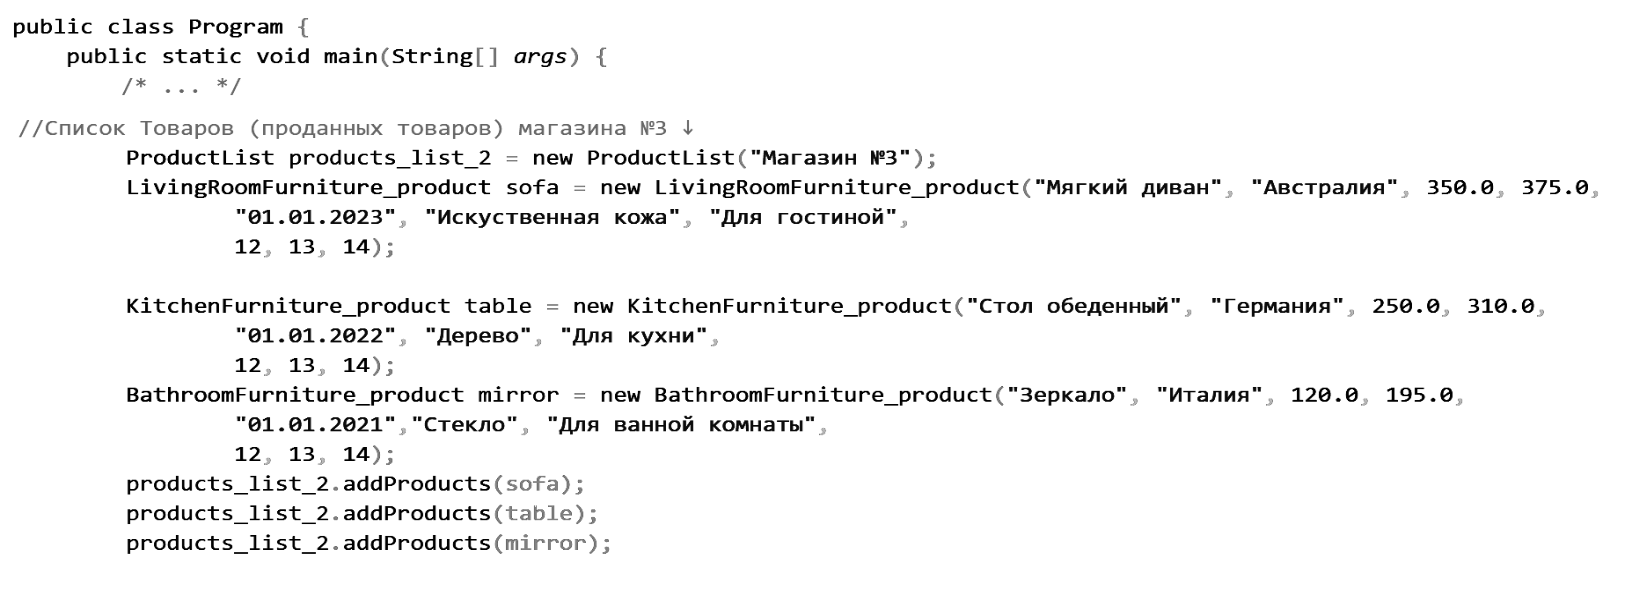 public class Program {
public static void main(String[] args) {
/* ... */
//Список Товаров (проданных товаров) магазина №3 ↓
ProductList products_list_2 = new ProductList("Магазин №3");
LivingRoomFurniture_product sofa = new LivingRoomFurniture_product("Мягкий диван", "Австралия", 350.0, 375.0,
"01.01.2023", "Искуственная кожа", "Для гостиной",
12, 13, 14);
KitchenFurniture_product table = new KitchenFurniture_product("Стол обеденный", "Германия", 250.0, 310.0,
"01.01.2022", "Дерево", "Для кухни",
12, 13, 14);
BathroomFurniture_product mirror = new BathroomFurniture_product("Зеркало", "Италия", 120.0, 195.0,
"01.01.2021","Стекло", "Для ванной комнаты",
12, 13, 14);
products_list_2.addProducts(sofa);
products_list_2.addProducts(table);
products_list_2.addProducts(mirror);